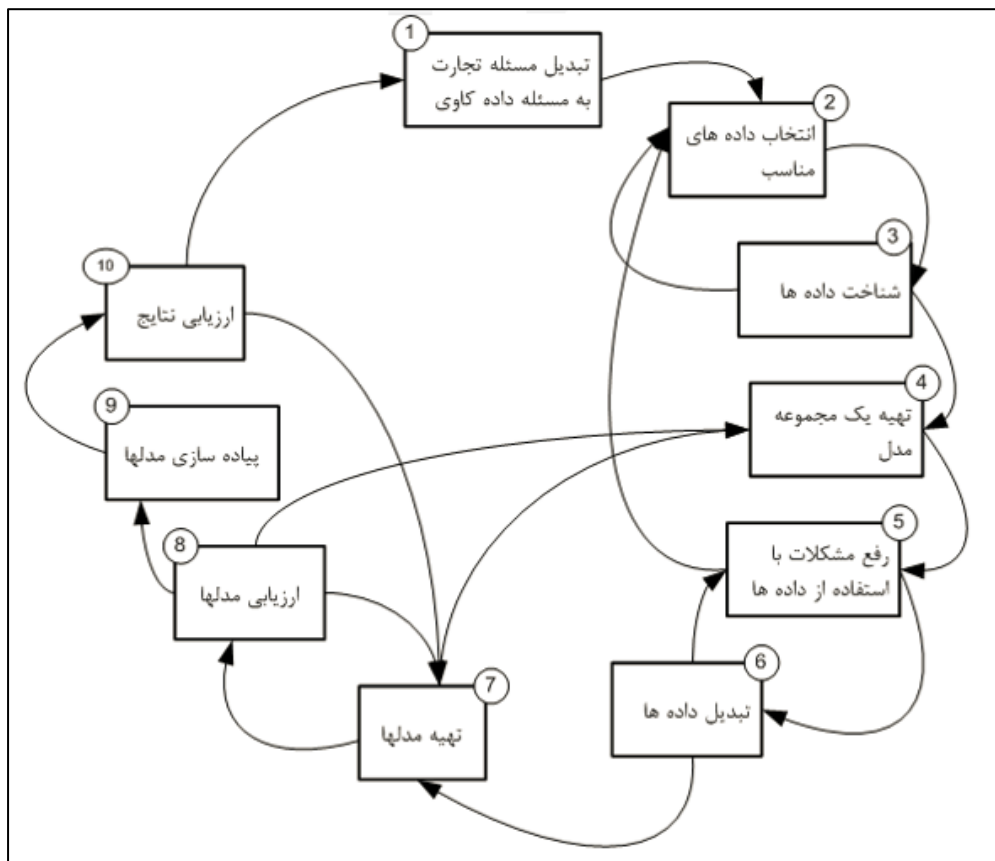 1
تبدیل مسئله تجارت
به مسئله داده کاوی
2
انتخاب داده های
مناسب
3
شناخت داده ها
4
تهیه یک مجموعه
مدل
5
رفع مشکلات با
استفاده از داده ها
6
تبدیل داده ها
7
تهیه مدلها
8
ارزیابی مدلها
9
پیاده سازی مدلها
10
ارزیابی نتایج